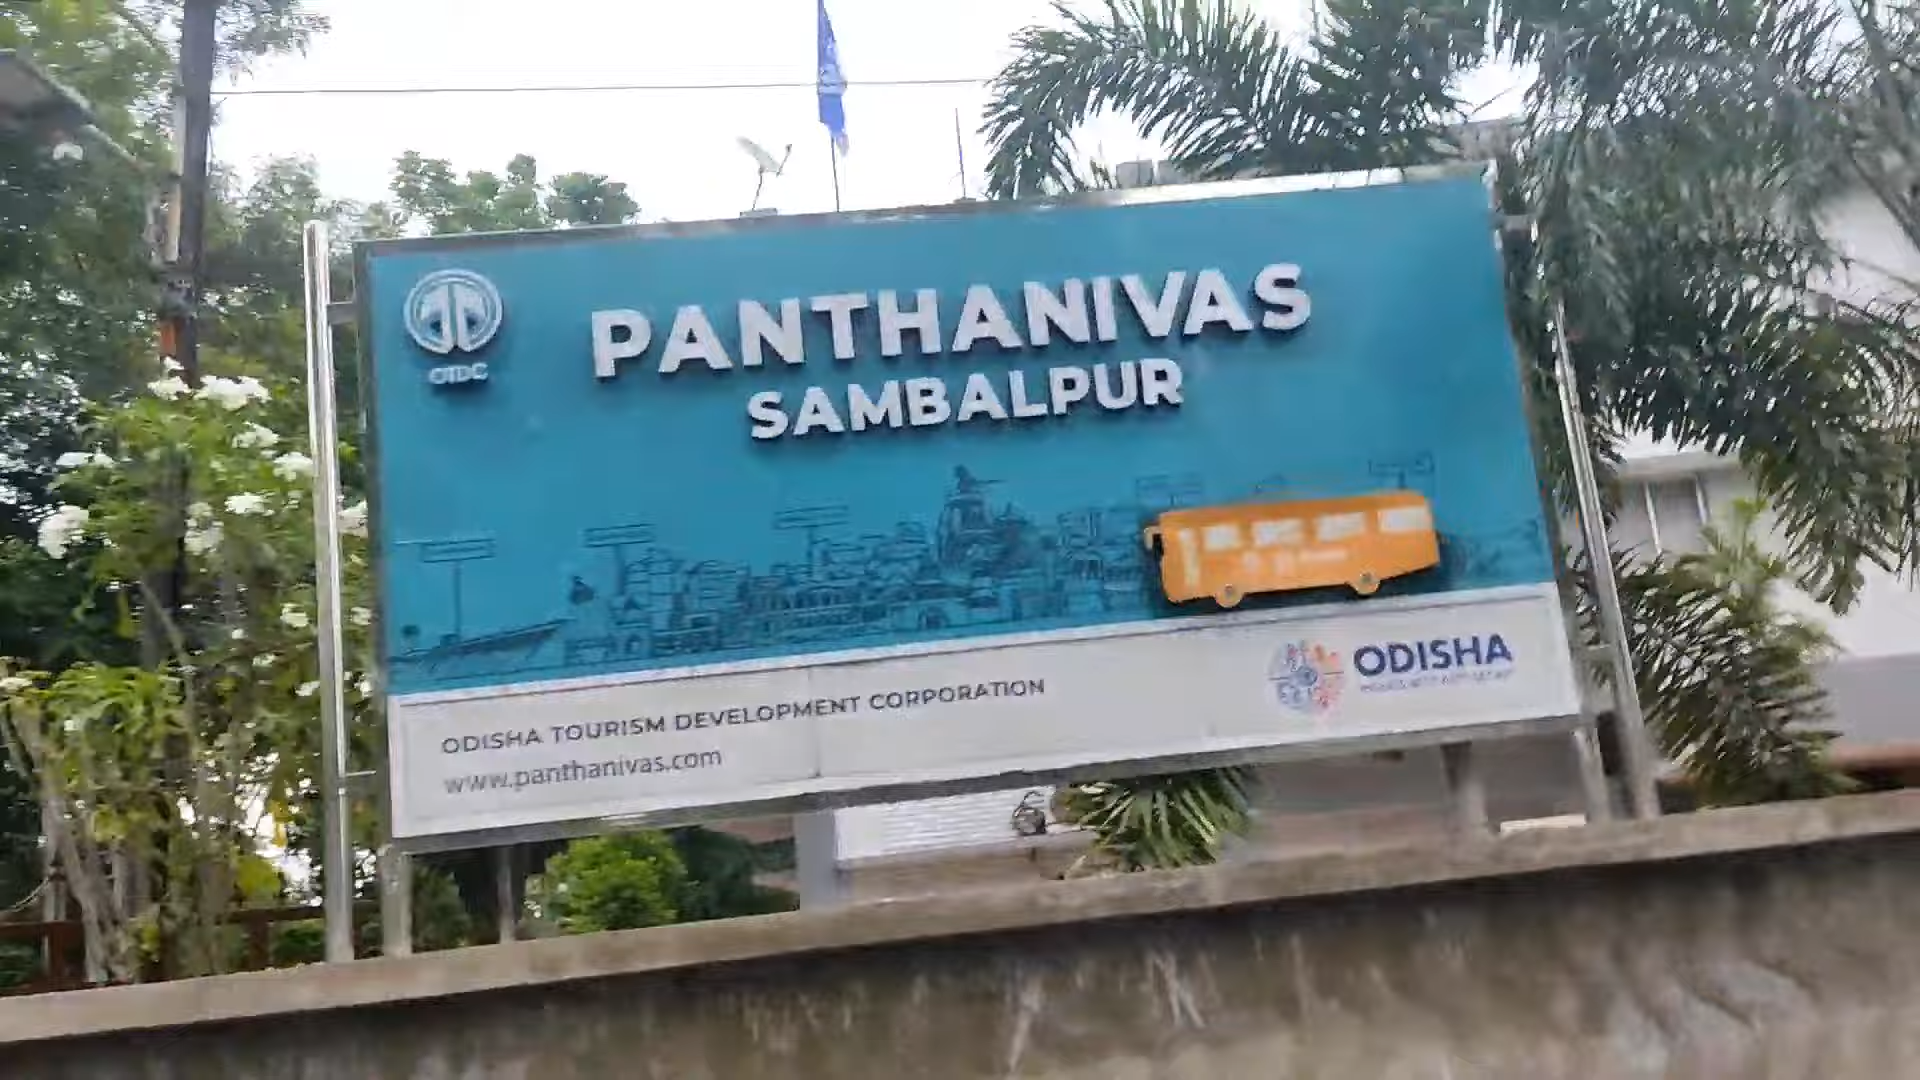 OTDC
PANTHANIVAS
SAMBALPUR
ODISHA TOURISM DEVELOPMENT CORPORATION
www.panthanivas.com
ODISHA